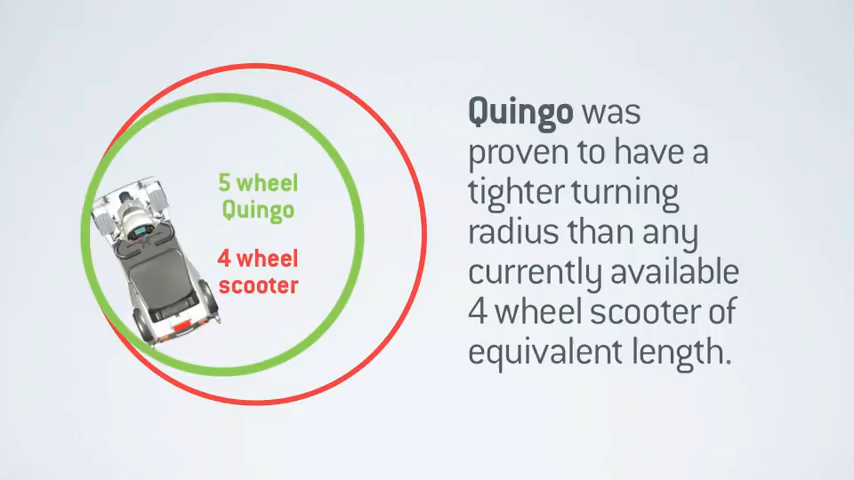 5 wheel
Quingo
4 wheel
scooter
Quingo was
proven to have a
tighter turning
radius than any
currently available
4 wheel scooter of
equivalent length.